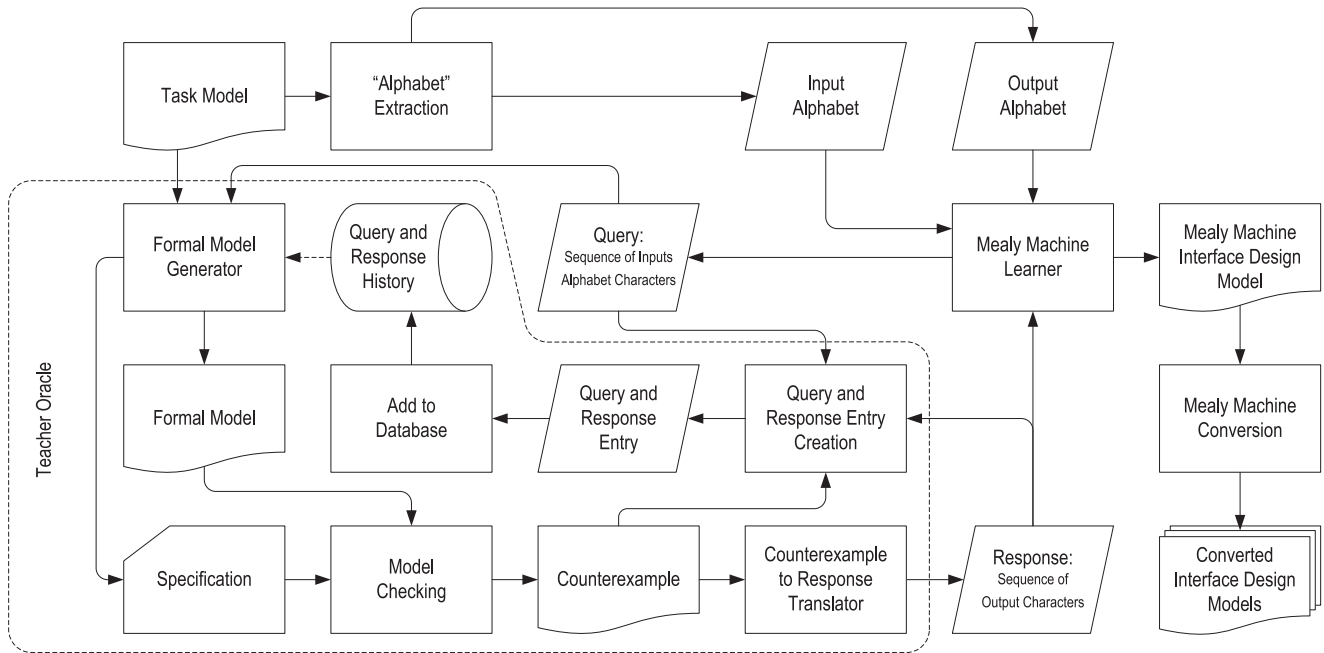 Task Model
“Alphabet”
Extraction
Input
Alphabet
Output
Alphabet
Formal Model
Generator
Query and
Response
History
Query:
Sequence of Inputs
Alphabet Characters
Mealy Machine
Learner
Mealy Machine
Interface Design
Model
Teacher Oracle
Formal Model
Add to
Database
Query and
Response
Entry
Query and
Response Entry
Creation
Mealy Machine
Conversion
Specification
Model
Checking
Counterexample
Counterexample
to Response
Translator
Response:
Sequence of
Output Characters
Converted
Interface Design
Models